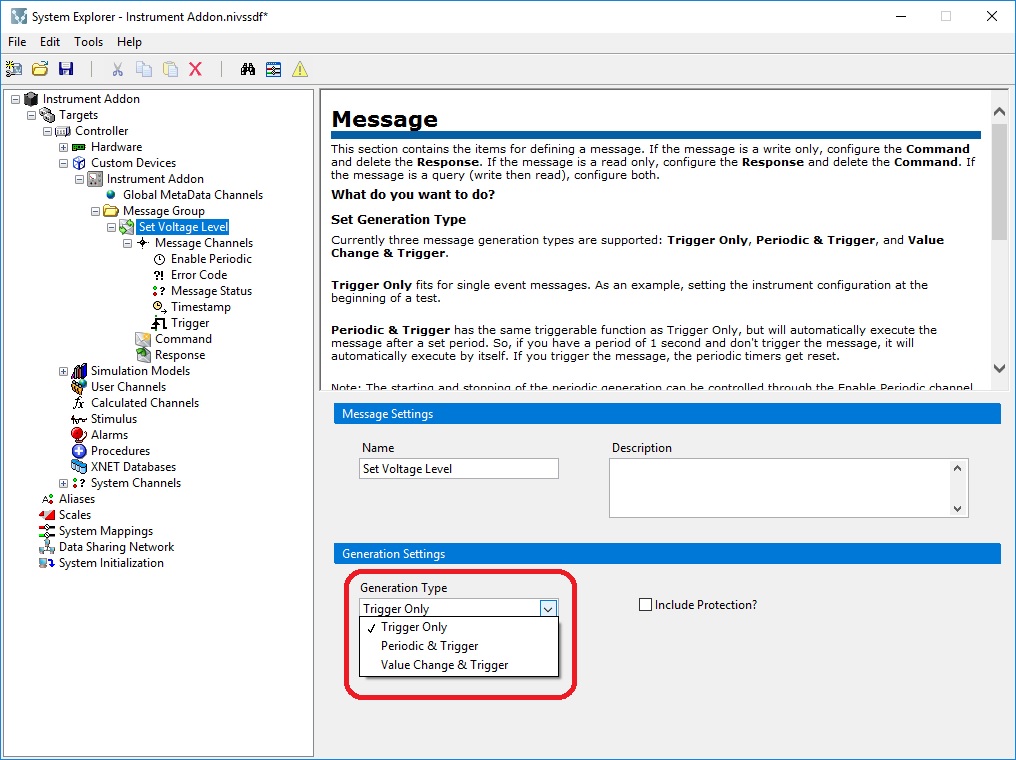 System Explorer - Instrument Addon.nivssdf*
File Edit Tools Help
Instrument Addon
Targets
Controller
Hardware
Custom Devices
Instrument Addon
Global MetaData Channels
Message Group
Set Voltage Level
Message Channels
Enable Periodic
Error Code
Message Status
Timestamp
Trigger
Command
Response
Simulation Models
User Channels
Calculated Channels
Stimulus
Alarms
Procedures
XNET Databases
System Channels
Aliases
Scales
System Mappings
Data Sharing Network
System Initialization
Message
This section contains the items for defining a message. If the message is a write only, configure the Command
and delete the Response. If the message is a read only, configure the Response and delete the Command. If
the message is a query (write then read), configure both.
What do you want to do?
Set Generation Type
Currently three message generation types are supported: Trigger Only, Periodic & Trigger, and Value
Change & Trigger.
Trigger Only fits for single event messages. As an example, setting the instrument configuration at the
beginning of a test.
Periodic & Trigger has the same triggerable function as Trigger Only, but will automatically execute the
message after a set period. So, if you have a period of 1 second and don't trigger the message, it will
automatically execute by itself. If you trigger the message, the periodic timers get reset.
Note: The starting and stopping of the periodic generation can be controlled through the Enable Periodic channel
Message Settings
Name
Description
Set Voltage Level
Generation Settings
Generation Type
Trigger Only
Include Protection?
Trigger Only
Periodic & Trigger
Value Change & Trigger